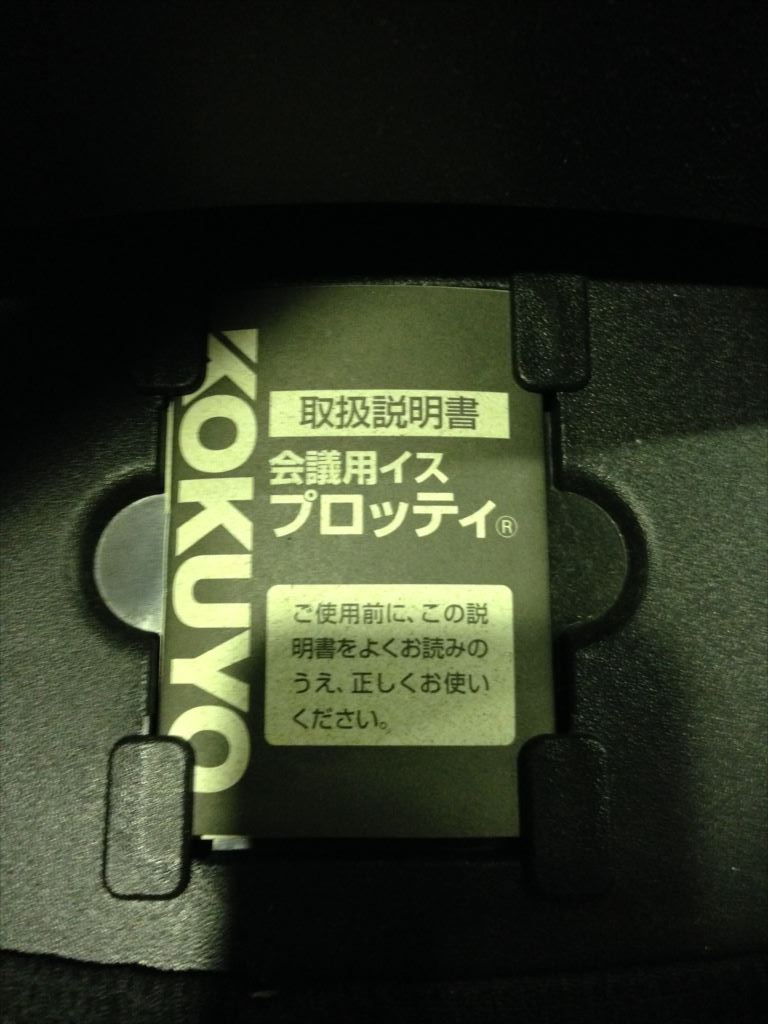 KOKUYO
取扱説明書
会議用イス
プロッティ®
ご使用前に、この説
明書をよくお読みの
うえ、正しくお使い
ください。